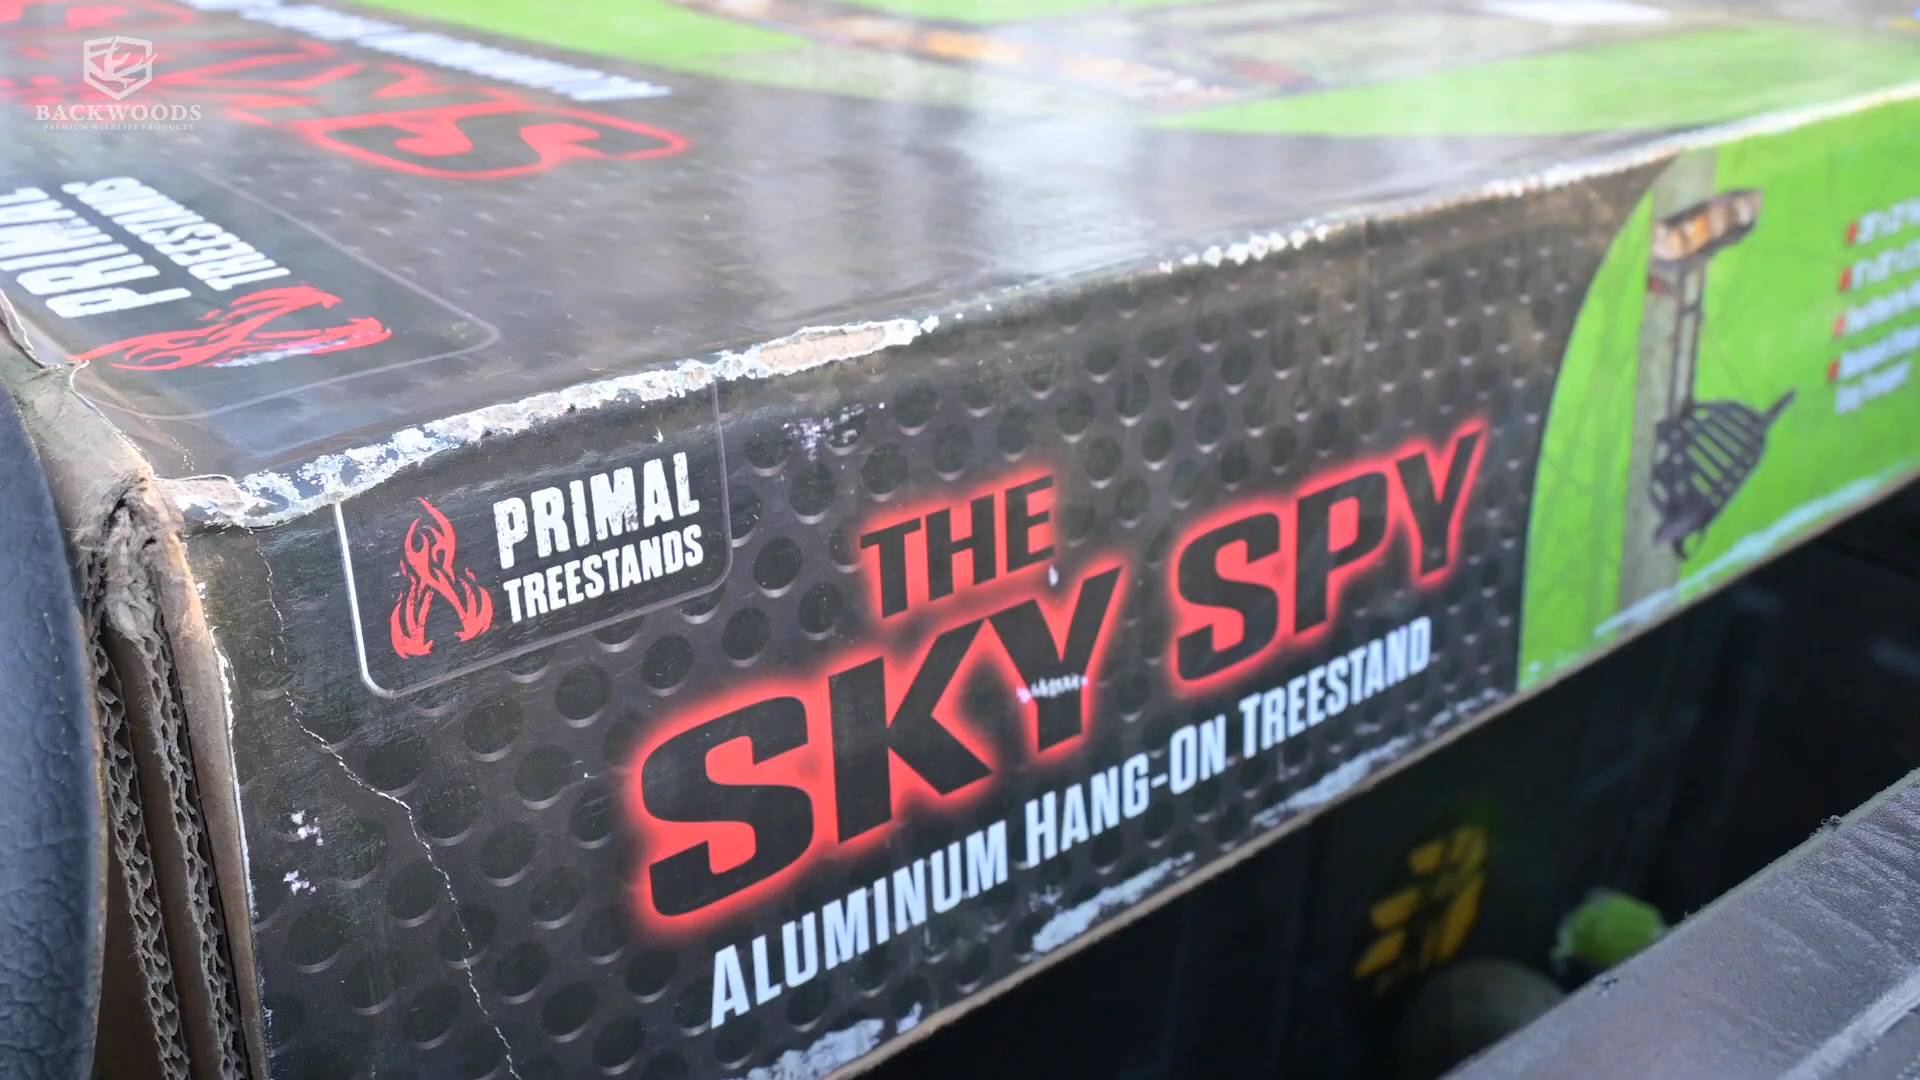 BACKWOODS
PREMIUM WILDLIFE PRODUCTS
PRIMAL
TREESTANDS
PRIMAL
TREESTANDS
THE
SKY SPY
ALUMINUM HANG-ON TREESTAND